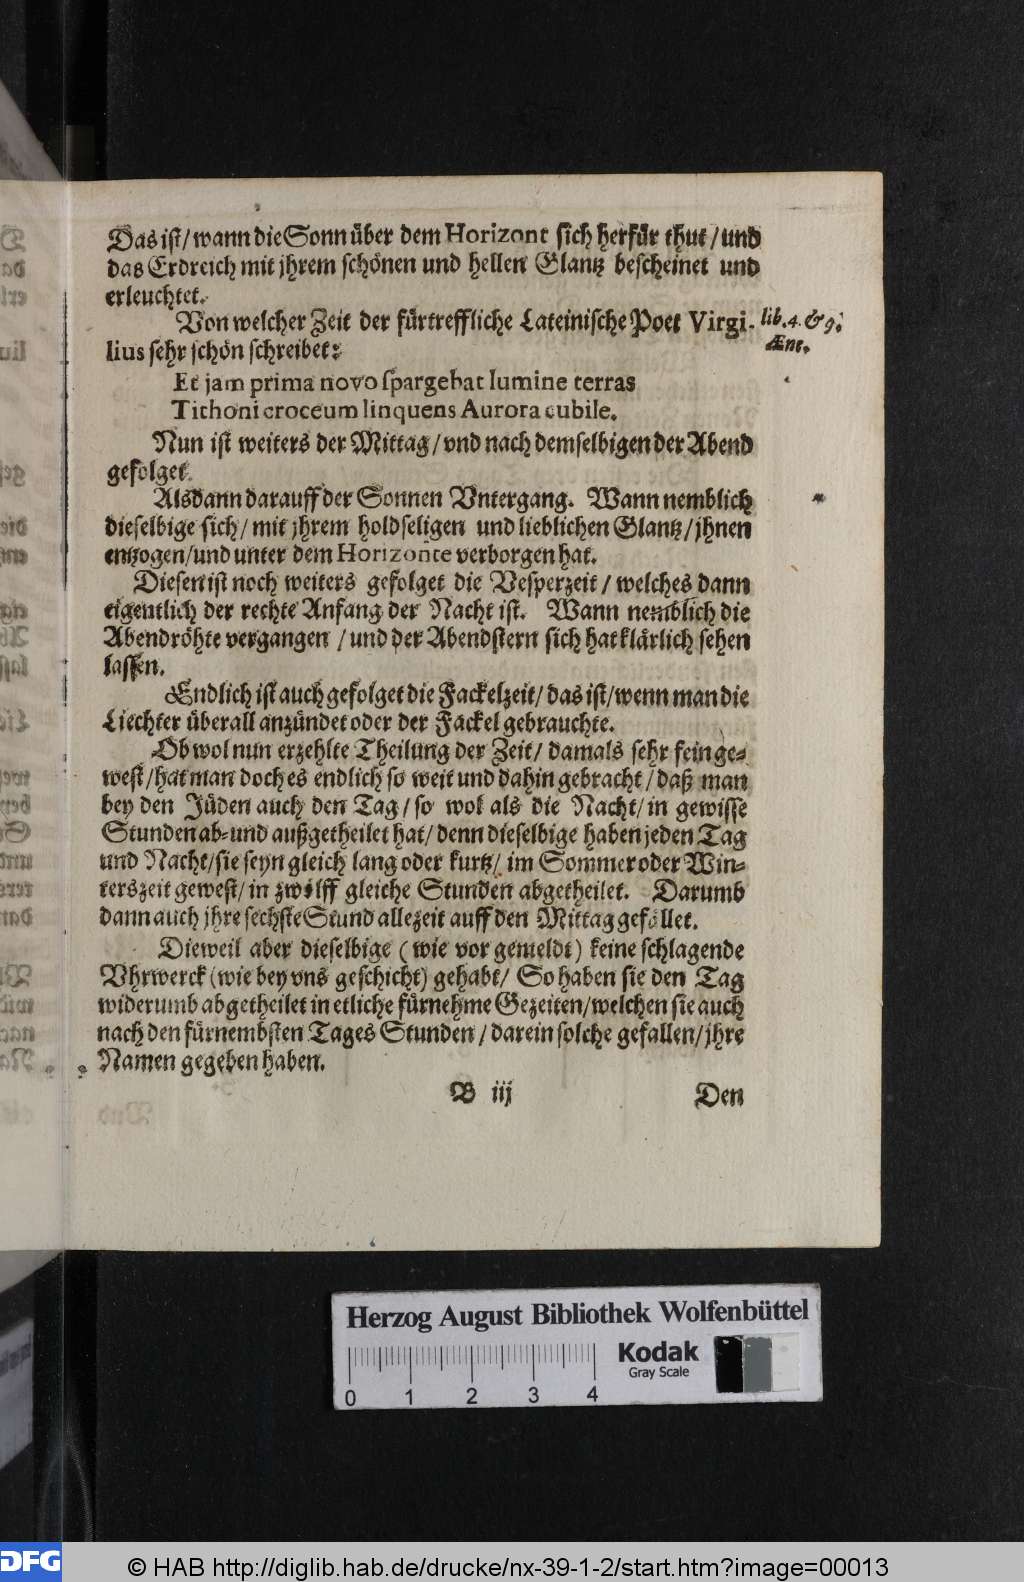 Das ist/ wann die Sonn über dem Horizont sich herfür thut/ und
das Erdreich mit jhrem schönen und hellen Glantz bescheinet und
erleuchtet.
Von welcher Zeit der fürtreffliche Lateinische Poet Virgi-
lib. 4. & 9.
Æne.
lius sehr schön schreibet:
Et jam prima novo spargebat lumine terras
Tithoni croceum linquens Aurora cubile.
Nun ist weiters der Mittag/ vnd nach demselbigen der Abend
gefolget.
Alsdann darauff der Sonnen Vntergang. Wann nemblich
dieselbige sich/ mit jhrem holdseligen und lieblichen Glantz/ jhnen
entzogen/ und unter dem Horizonte verborgen hat.
Diesen ist noch weiters gefolget die Vesperzeit/ welches dann
eigentlich der rechte Anfang der Nacht ist. Wann nemblich die
Abendröhte vergangen/ und der Abendstern sich hat klärlich sehen
lassen.
Endlich ist auch gefolget die Fackelzeit/ das ist/ wenn man die
Liechter überall anzündet oder der Fackel gebrauchte.
Ob wol nun erzehlte Theilung der Zeit/ damals sehr fein ge-
west/ hat man doch es endlich so weit und dahin gebracht/ daß man
bey den Jüden auch den Tag/ so wol als die Nacht/ in gewisse
Stunden ab- und außgetheilet hat/ denn dieselbige haben jeden Tag
und Nacht/ sie seyn gleich lang oder kurtz/ im Sommer oder Win-
terszeit gewest/ in zwölff gleiche Stunden abgetheilet. Darumb
dann auch jhre sechste Stund allezeit auff den Mittag gefället.
Dieweil aber dieselbige (wie vor gemeldt) keine schlagende
Vhrwerck (wie bey vns geschicht) gehabt/ So haben sie den Tag
widerumb abgetheilet in etliche fürnehme Gezeiten/ welchen sie auch
nach den fürnembsten Tages Stunden/ darein solche gefallen/ jhre
Namen gegeben haben.
B iij Den
Herzog August Bibliothek Wolfenbüttel
Kodak
Gray Scale
0 1 2 3 4
DFG
© HAB http://diglib.hab.de/drucke/nx-39-1-2/start.htm?image=00013